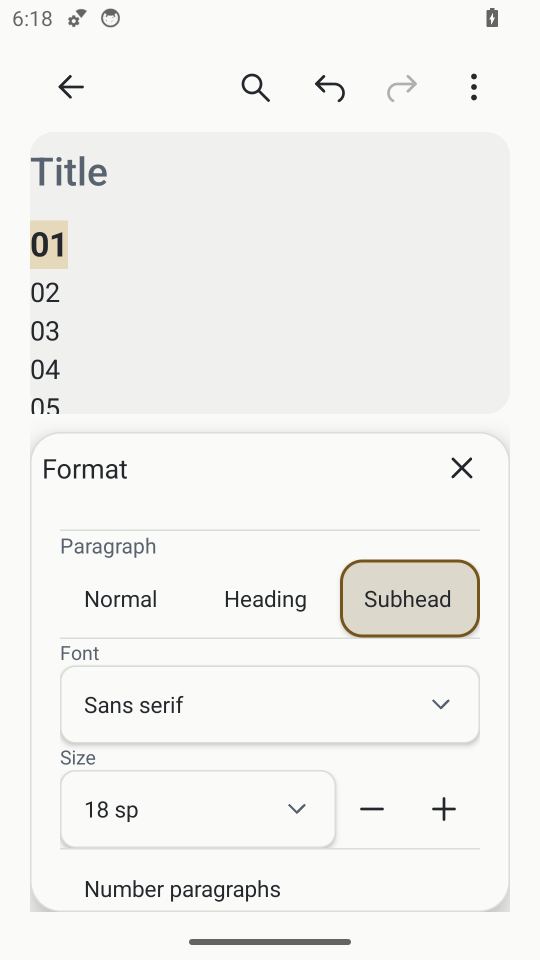 6:18
Title
01
02
03
04
05
Format
Paragraph
Normal Heading Subhead
Font
Sans serif
Size
18 sp
Number paragraphs